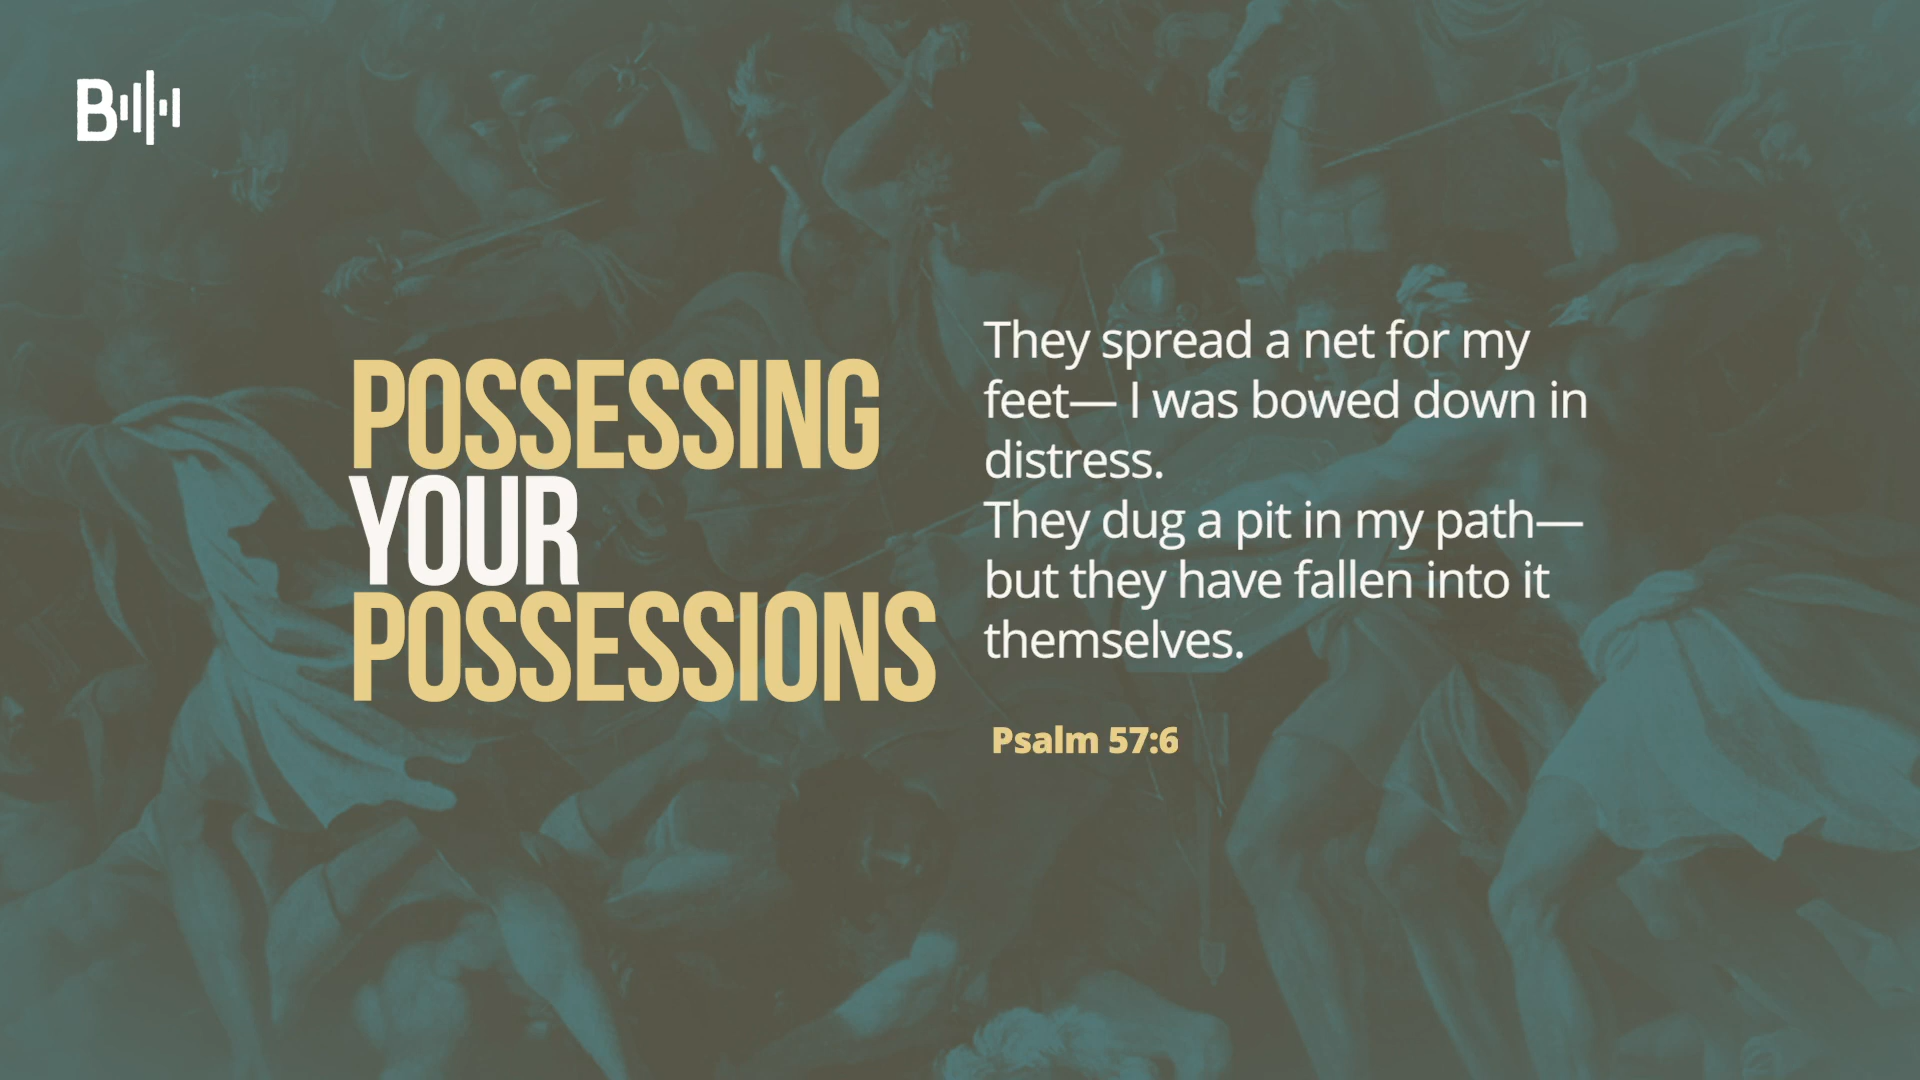 B
POSSESSING
YOUR
POSSESSIONS
They spread a net for my
feet— I was bowed down in
distress.
They dug a pit in my path—
but they have fallen into it
themselves.
Psalm 57:6